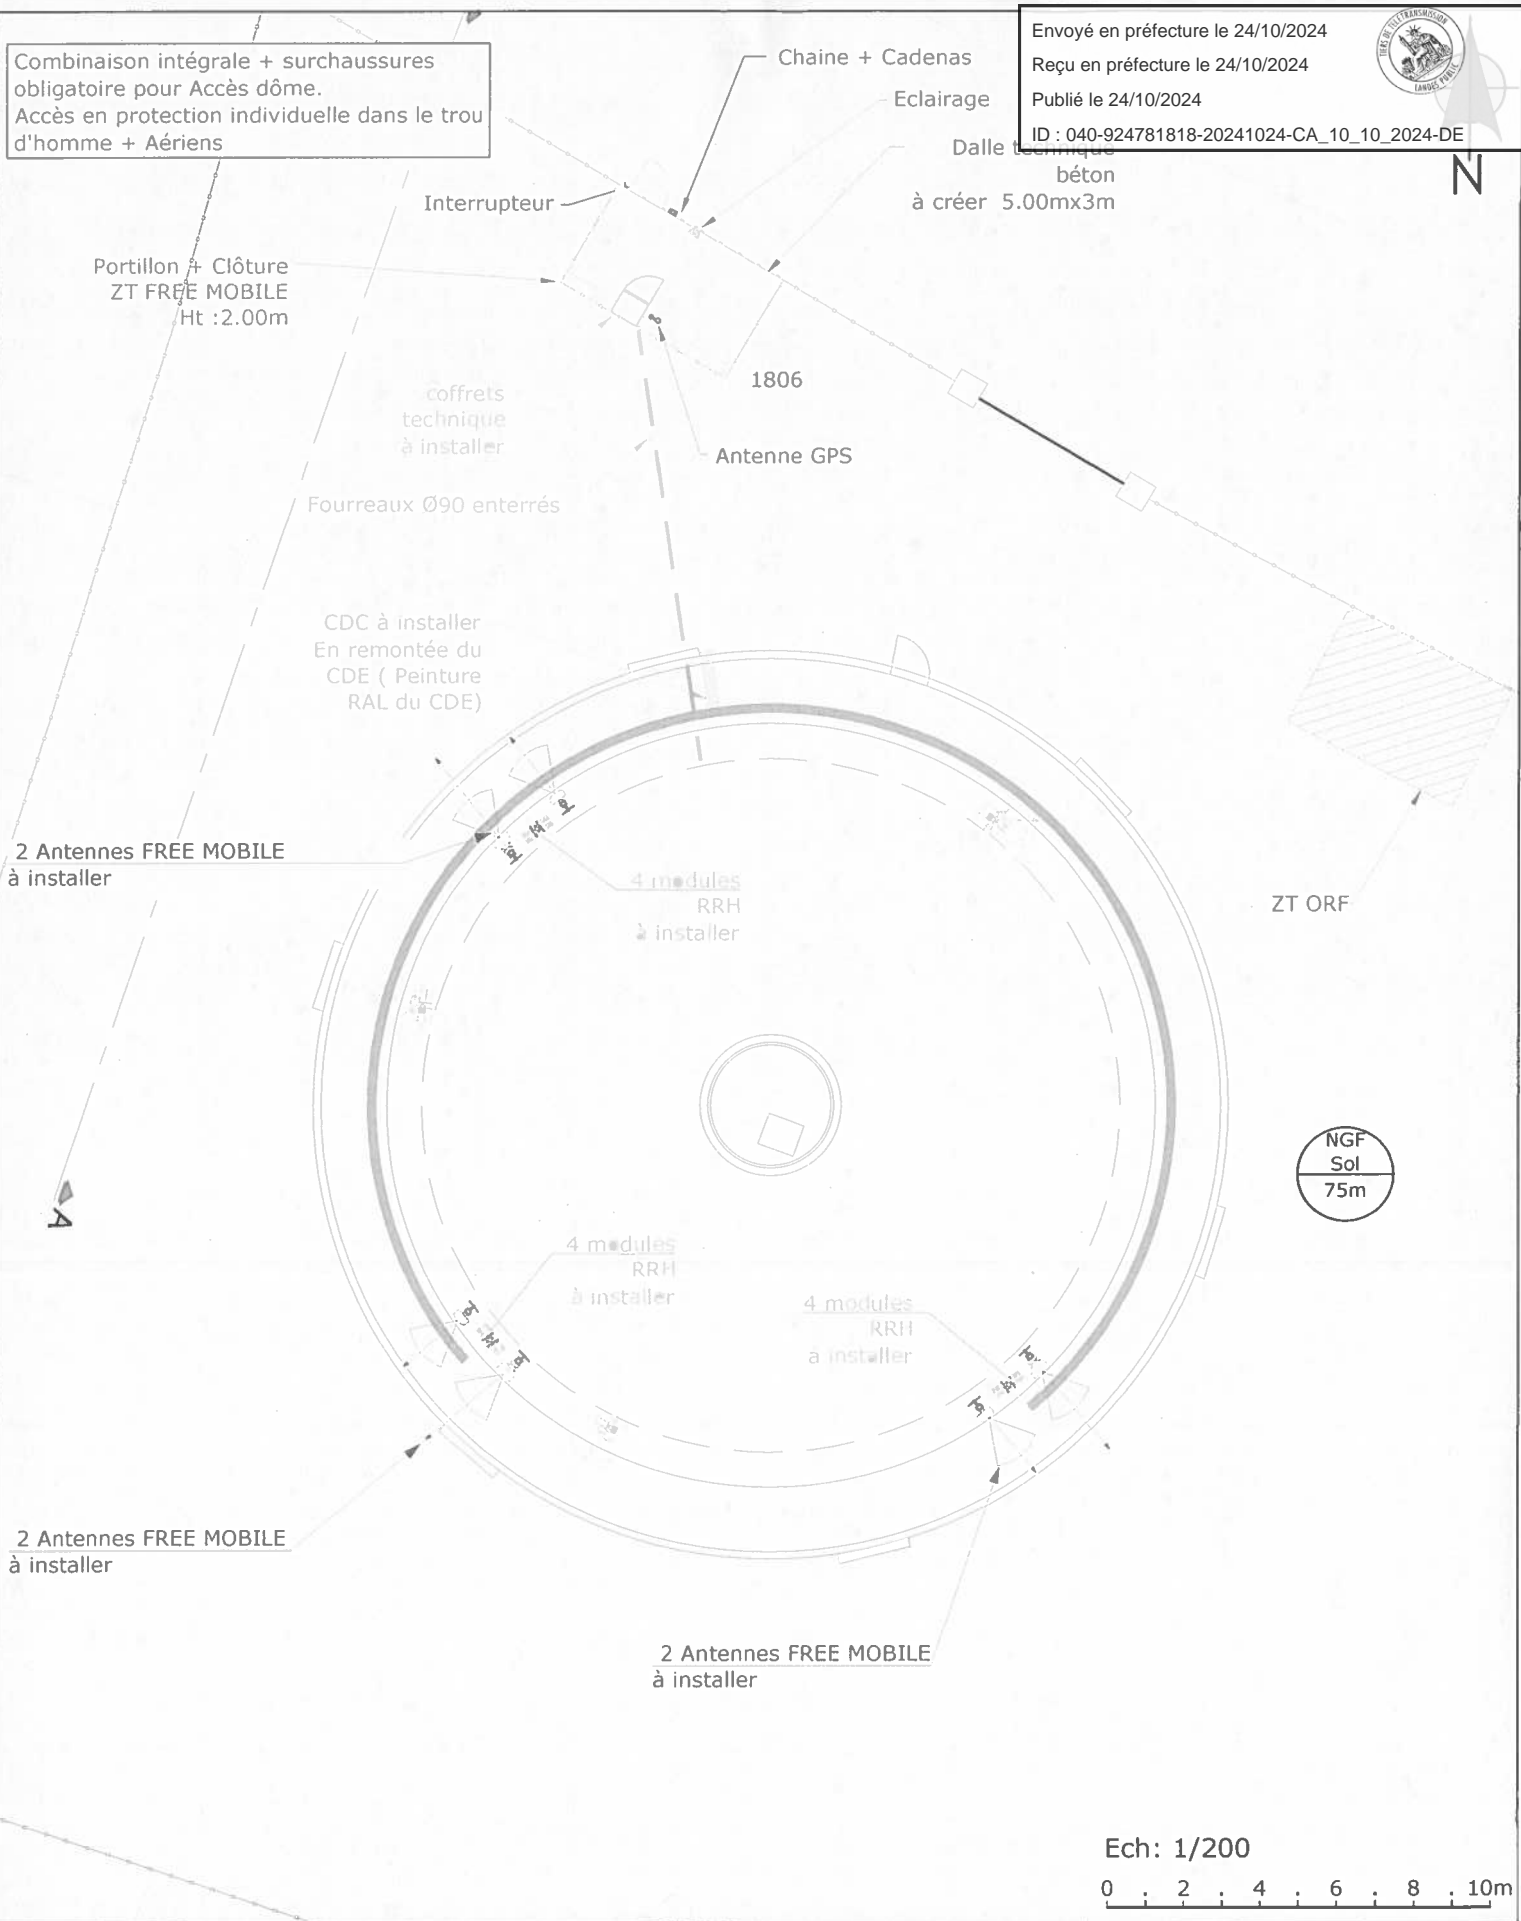 Combinaison intégrale + surchaussures
obligatoire pour Accès dôme.
Accès en protection individuelle dans le trou
d'homme + Aériens
Envoyé en préfecture le 24/10/2024
Reçu en préfecture le 24/10/2024
Publié le 24/10/2024
ID : 040-924781818-20241024-CA_10_10_2024-DE
TIERS DE TÉLÉTRANSMISSION
LANDES PUBLIC
N
Chaine + Cadenas
Eclairage
Dalle technique
béton
à créer 5.00mx3m
Interrupteur
Portillon + Clôture
ZT FREE MOBILE
Ht :2.00m
1806
coffrets
technique
à installer
Antenne GPS
Fourreaux Ø90 enterrés
CDC à installer
En remontée du
CDE ( Peinture
RAL du CDE)
2 Antennes FREE MOBILE
à installer
4 modules
RRH
à installer
ZT ORF
NGF
Sol
75m
A
4 modules
RRH
à installer
4 modules
RRH
à installer
2 Antennes FREE MOBILE
à installer
2 Antennes FREE MOBILE
à installer
Ech: 1/200
0 2 4 6 8 10m